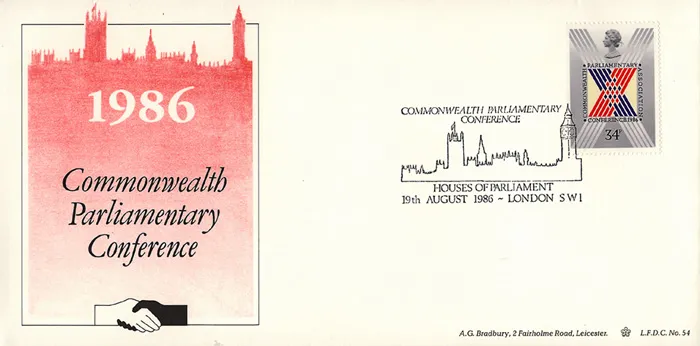 1986
Commonwealth
Parliamentary
Conference
COMMONWEALTH PARLIAMENTARY
CONFERENCE
HOUSES OF PARLIAMENT
19th AUGUST 1986 ~ LONDON SW1
PARLIAMENTARY
COMMONWEALTH
ASSOCIATION
CONFERENCE 1986
34P
A.G. Bradbury, 2 Fairholme Road, Leicester.
L.F.D.C. No. 54